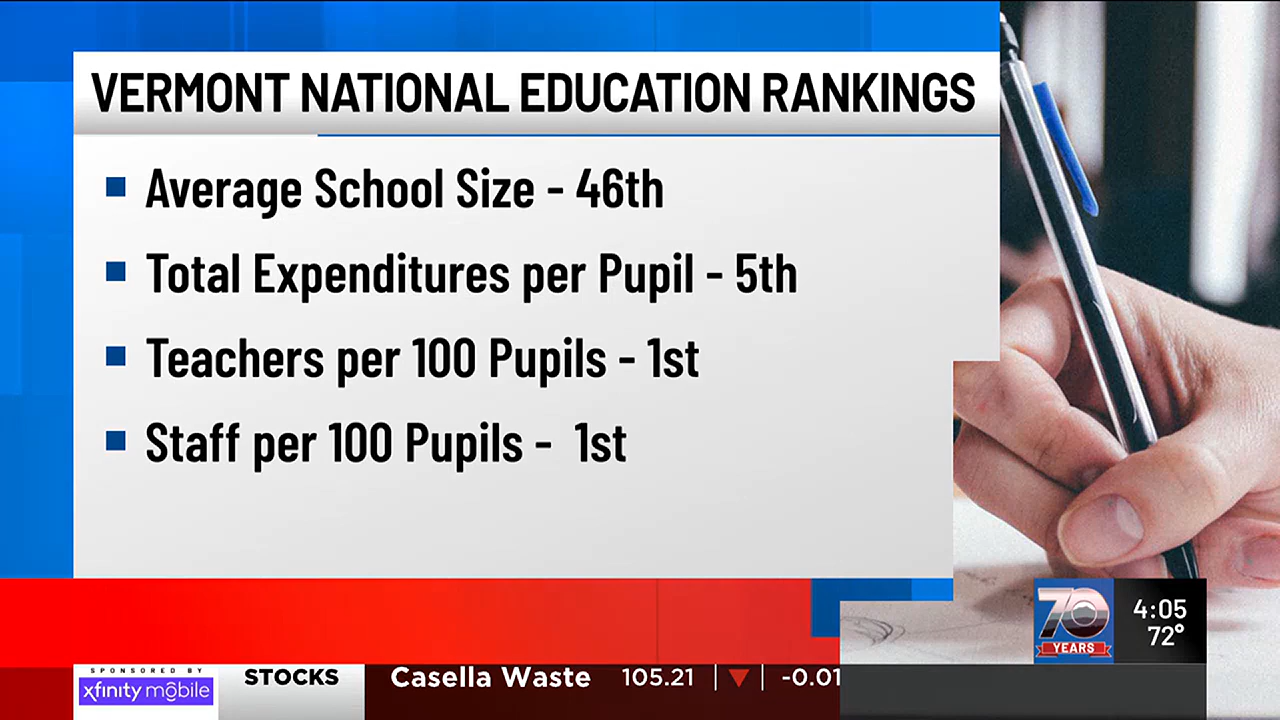 VERMONT NATIONAL EDUCATION RANKINGS
Average School Size - 46th
Total Expenditures per Pupil - 5th
Teachers per 100 Pupils - 1st
Staff per 100 Pupils - 1st
70
YEARS
4:05
72°
SPONSORED BY
xfinity mobile
STOCKS
Casella Waste 105.21 -0.01